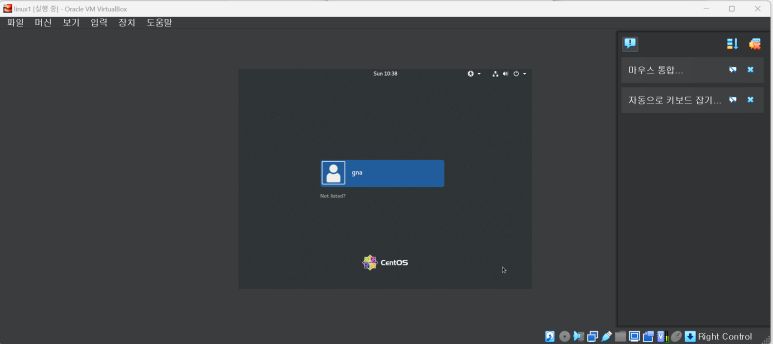 linux1 [실행 중] - Oracle VM VirtualBox
파일 머신 보기 입력 장치 도움말
Sun 10:38
마우스 통합...
자동으로 키보드 잡기...
gna
Not listed?
CentOS
Right Control